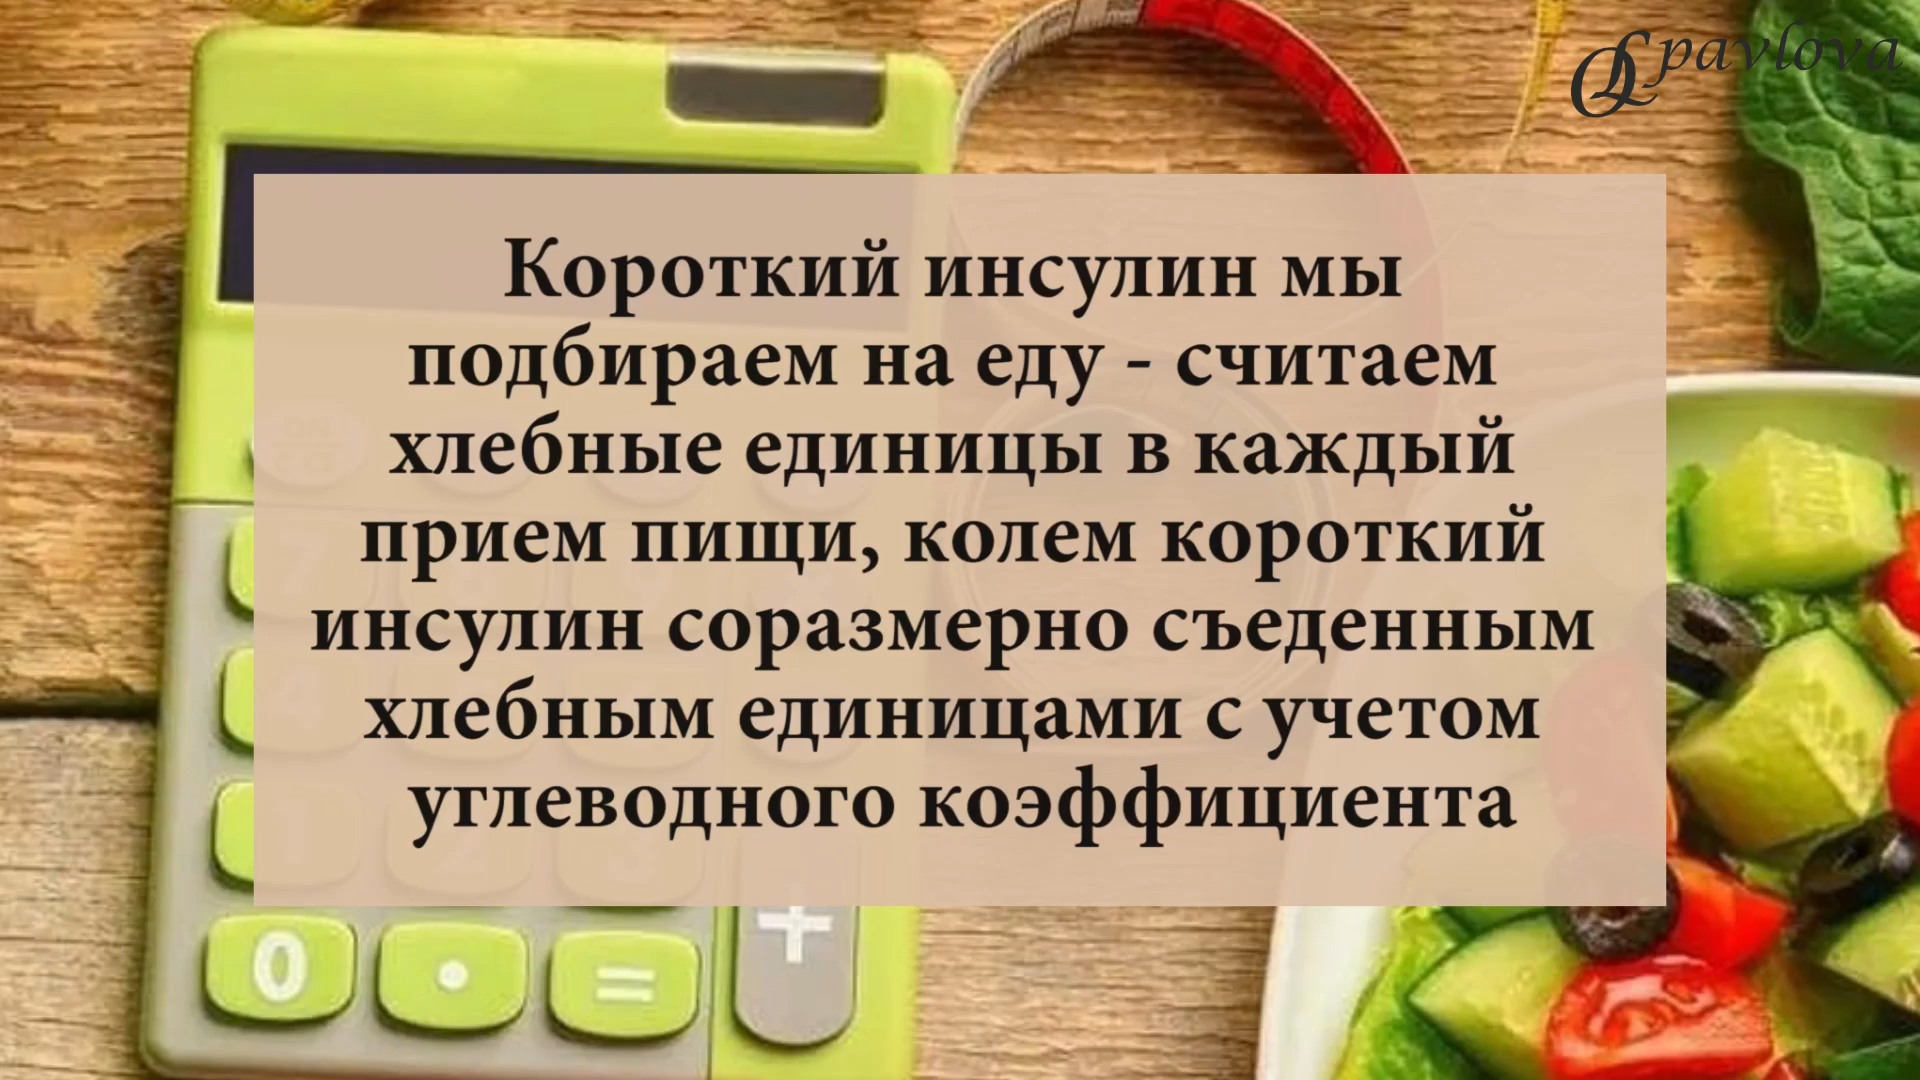 pavlova
Короткий инсулин мы
подбираем на еду - считаем
хлебные единицы в каждый
прием пищи, колем короткий
инсулин соразмерно съеденным
хлебным единицами с учетом
углеводного коэффициента
0 . = +